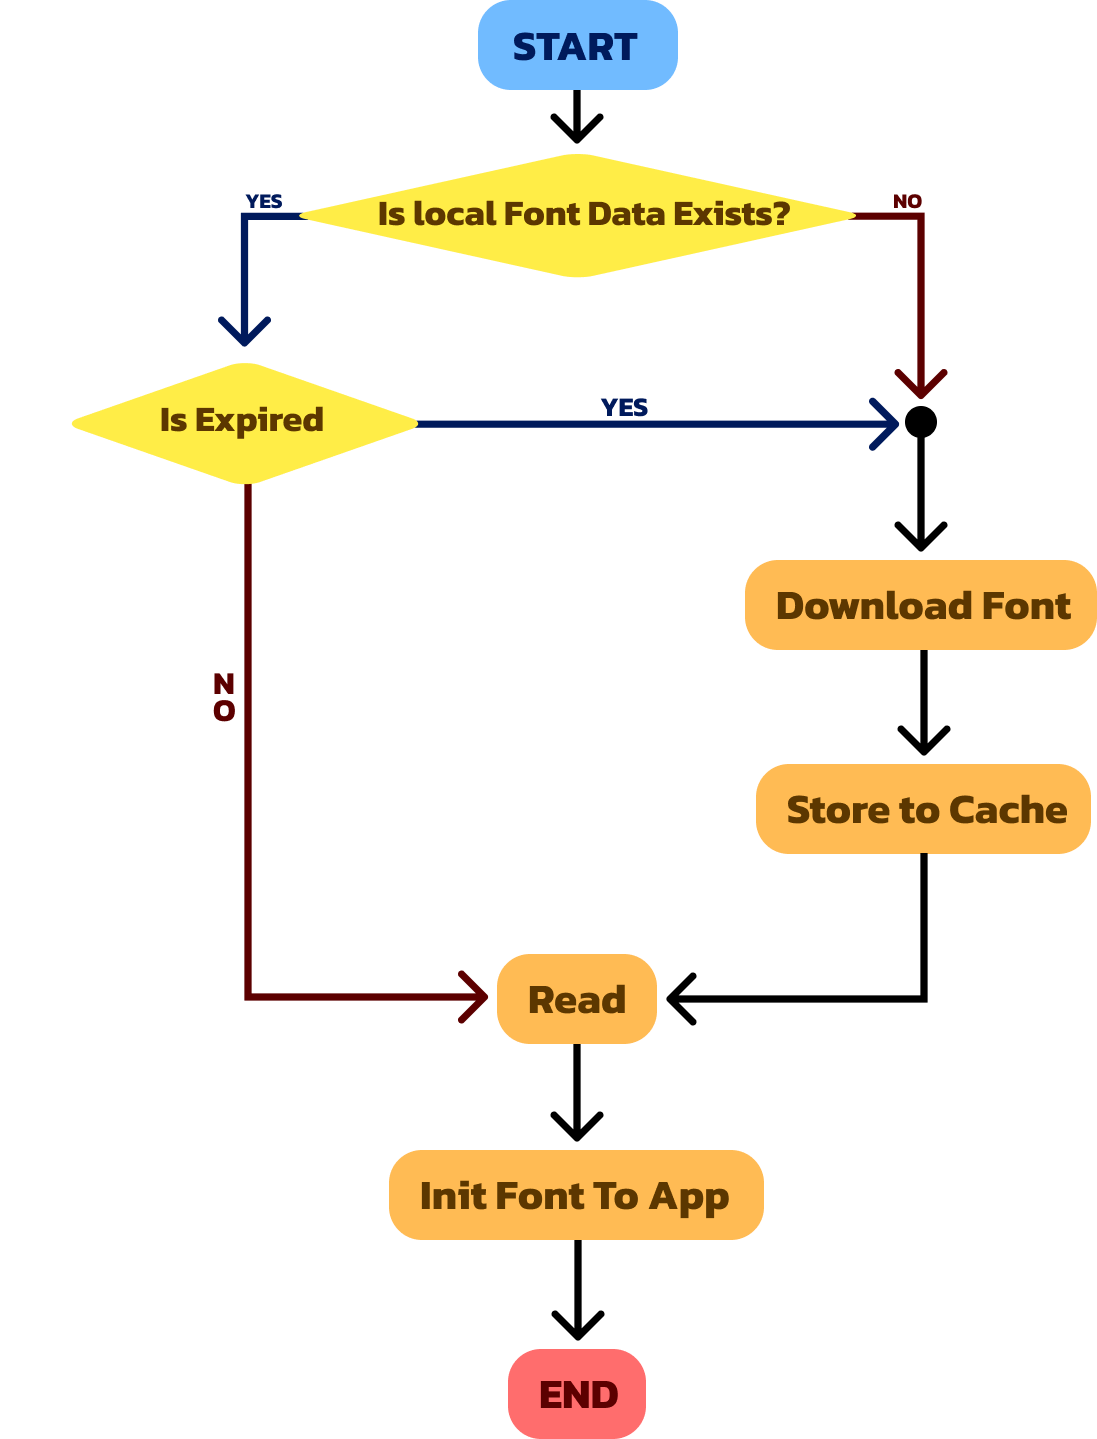 START
YES
NO
Is local Font Data Exists?
YES
Is Expired
Download Font
N
O
Store to Cache
Read
Init Font To App
END